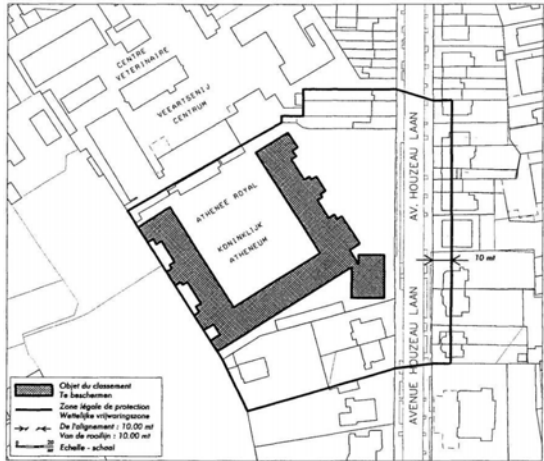 CENTRE
VETERINAIRE
VEEARTSENIJ
CENTRUM
ATHENEE ROYAL
KONINKLIJK
ATHENEUM
AV. HOUZEAU LAAN
10 mt
AVENUE HOUZEAU LAAN
Objet du classement
Te beschermen
Zone légale de protection
Wettelijke vrijwaringszone
De l'alignement : 10.00 mt
Van de rooilijn : 10.00 mt
Echelle - schaal